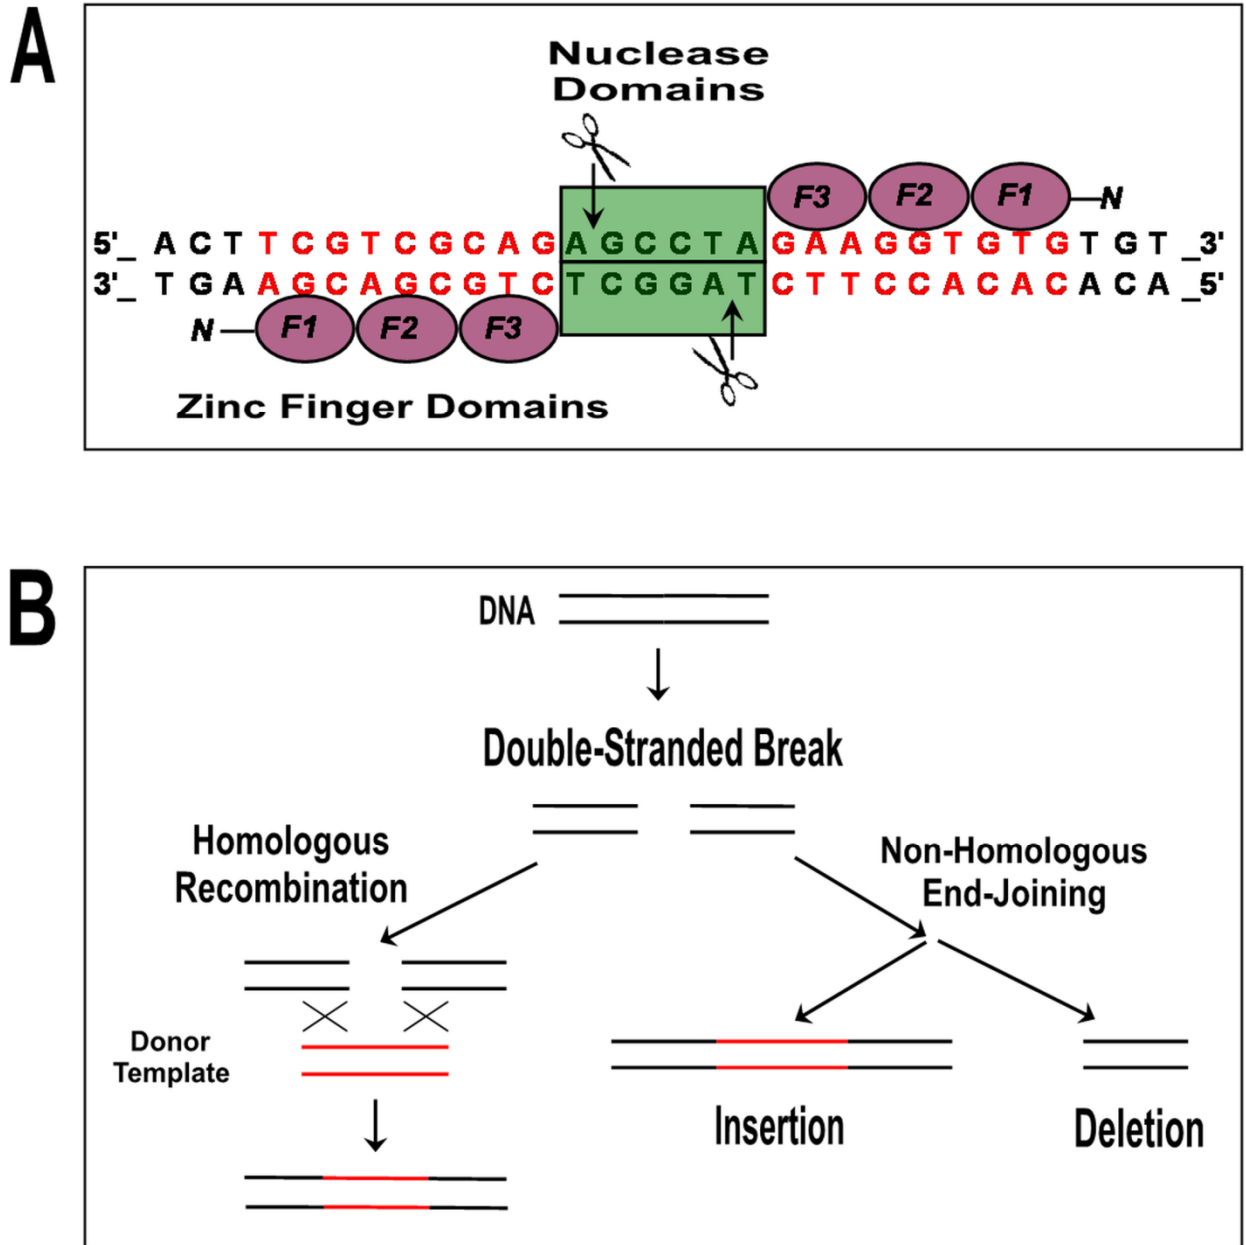 A
Nuclease
Domains
F3 F2 F1 N
5'_ A C T T C G T C G C A G A G C C T A G A A G G T G T G T G T _3'
3'_ T G A A G C A G C G T C T C G G A T C T T C C A C A C A C A _5'
N F1 F2 F3
Zinc Finger Domains
B
DNA
Double-Stranded Break
Homologous
Recombination
Non-Homologous
End-Joining
Donor
Template
Insertion
Deletion